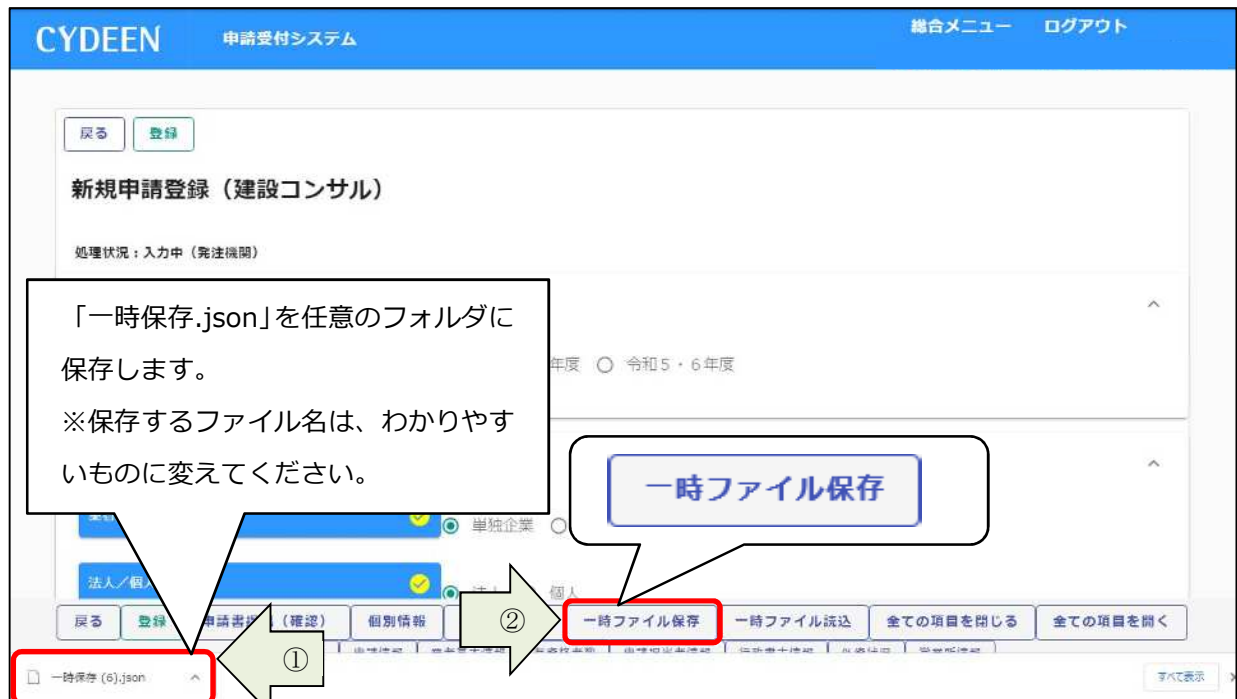 CYDEEN 申請受付システム 総合メニュー ログアウト
戻る 登録
新規申請登録（建設コンサル）
処理状況：入力中（発注機関）
「一時保存.json」を任意のフォルダに
保存します。
※保存するファイル名は、わかりやす
いものに変えてください。
年度 令和5・6年度
一時ファイル保存
単独企業
法人／個人 個人
戻る 登録 （確認） 個別情報 一時ファイル保存 一時ファイル読込 全ての項目を閉じる 全ての項目を開く
②
①
一時保存 (6).json すべて表示